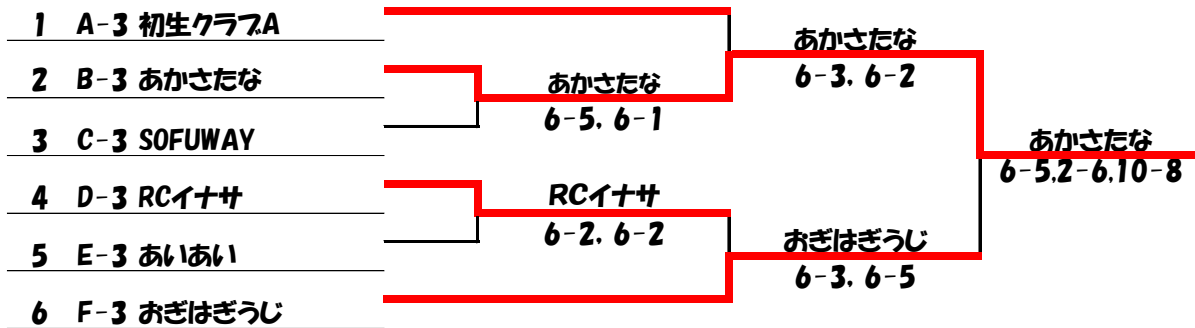 1 A-3 初生クラブA
2 B-3 あかさたな
3 C-3 SOFUWAY
4 D-3 RCイナサ
5 E-3 あいあい
6 F-3 おぎはぎうじ
あかさたな
6-5, 6-1
RCイナサ
6-2, 6-2
あかさたな
6-3, 6-2
おぎはぎうじ
6-3, 6-5
あかさたな
6-5,2-6,10-8